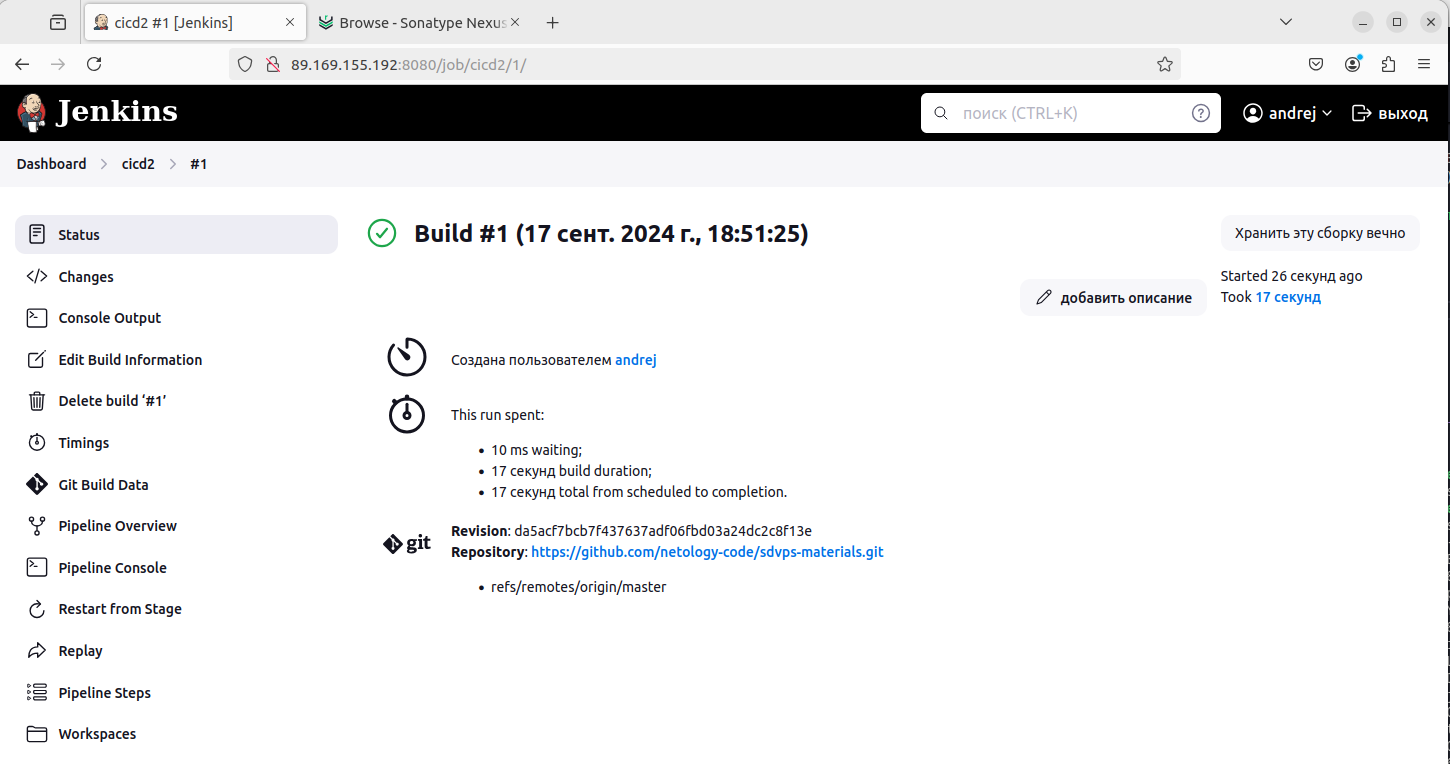 cicd2 #1 [Jenkins]
Browse - Sonatype Nexus
89.169.155.192:8080/job/cicd2/1/
Jenkins
поиск (CTRL+K)
andrej
выход
Dashboard
cicd2
#1
Status
Changes
Console Output
Edit Build Information
Delete build ‘#1’
Timings
Git Build Data
Pipeline Overview
Pipeline Console
Restart from Stage
Replay
Pipeline Steps
Workspaces
Build #1 (17 сент. 2024 г., 18:51:25)
Хранить эту сборку вечно
добавить описание
Started 26 секунд ago
Took 17 секунд
Создана пользователем andrej
This run spent:
10 ms waiting;
17 секунд build duration;
17 секунд total from scheduled to completion.
git
Revision: da5acf7bcb7f437637adf06fbd03a24dc2c8f13e
Repository: https://github.com/netology-code/sdvps-materials.git
refs/remotes/origin/master